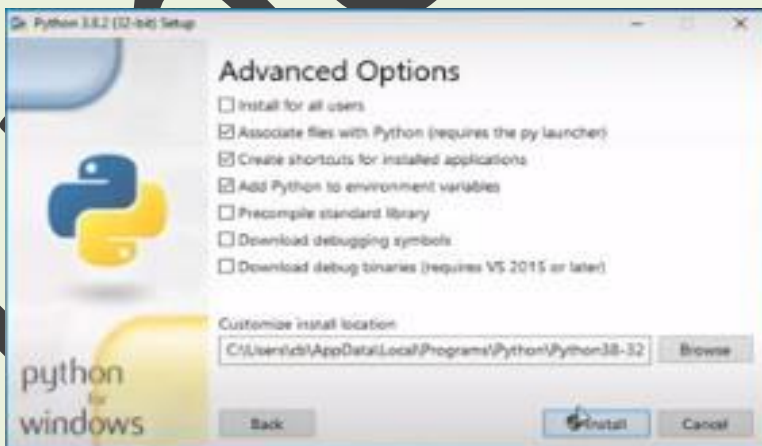 Python 3.8.2 (32-bit) Setup
Advanced Options
Install for all users
Associate files with Python (requires the py launcher)
Create shortcuts for installed applications
Add Python to environment variables
Precompile standard library
Download debugging symbols
Download debug binaries (requires VS 2015 or later)
Customize install location
C:\Users\cb\AppData\Local\Programs\Python\Python38-32 Browse
python
for
windows
Back Install Cancel